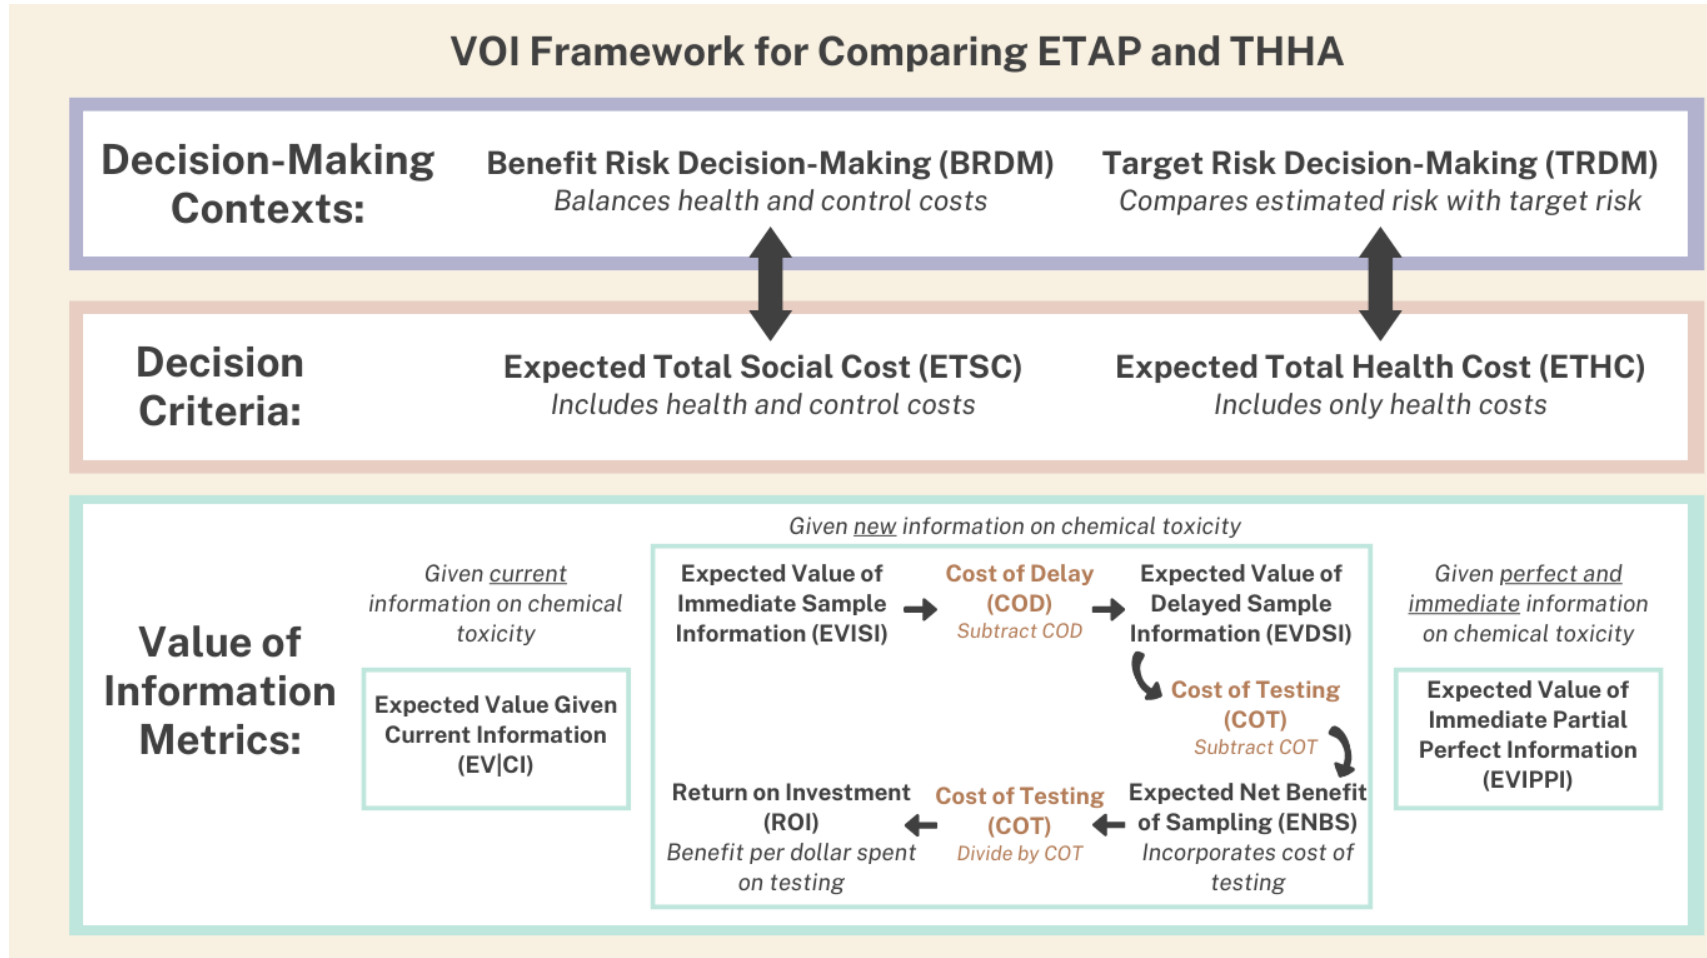 VOI Framework for Comparing ETAP and THHA
Decision-Making
Contexts:
Benefit Risk Decision-Making (BRDM)
Balances health and control costs
Target Risk Decision-Making (TRDM)
Compares estimated risk with target risk
Decision
Criteria:
Expected Total Social Cost (ETSC)
Includes health and control costs
Expected Total Health Cost (ETHC)
Includes only health costs
Value of
Information
Metrics:
Given current
information on chemical
toxicity
Expected Value Given
Current Information
(EV|CI)
Given new information on chemical toxicity
Expected Value of
Immediate Sample
Information (EVISI)
Cost of Delay
(COD)
Subtract COD
Expected Value of
Delayed Sample
Information (EVDSI)
Cost of Testing
(COT)
Subtract COT
Expected Net Benefit
of Sampling (ENBS)
Incorporates cost of
testing
Cost of Testing
(COT)
Divide by COT
Return on Investment
(ROI)
Benefit per dollar spent
on testing
Given perfect and
immediate information
on chemical toxicity
Expected Value of
Immediate Partial
Perfect Information
(EVIPPI)